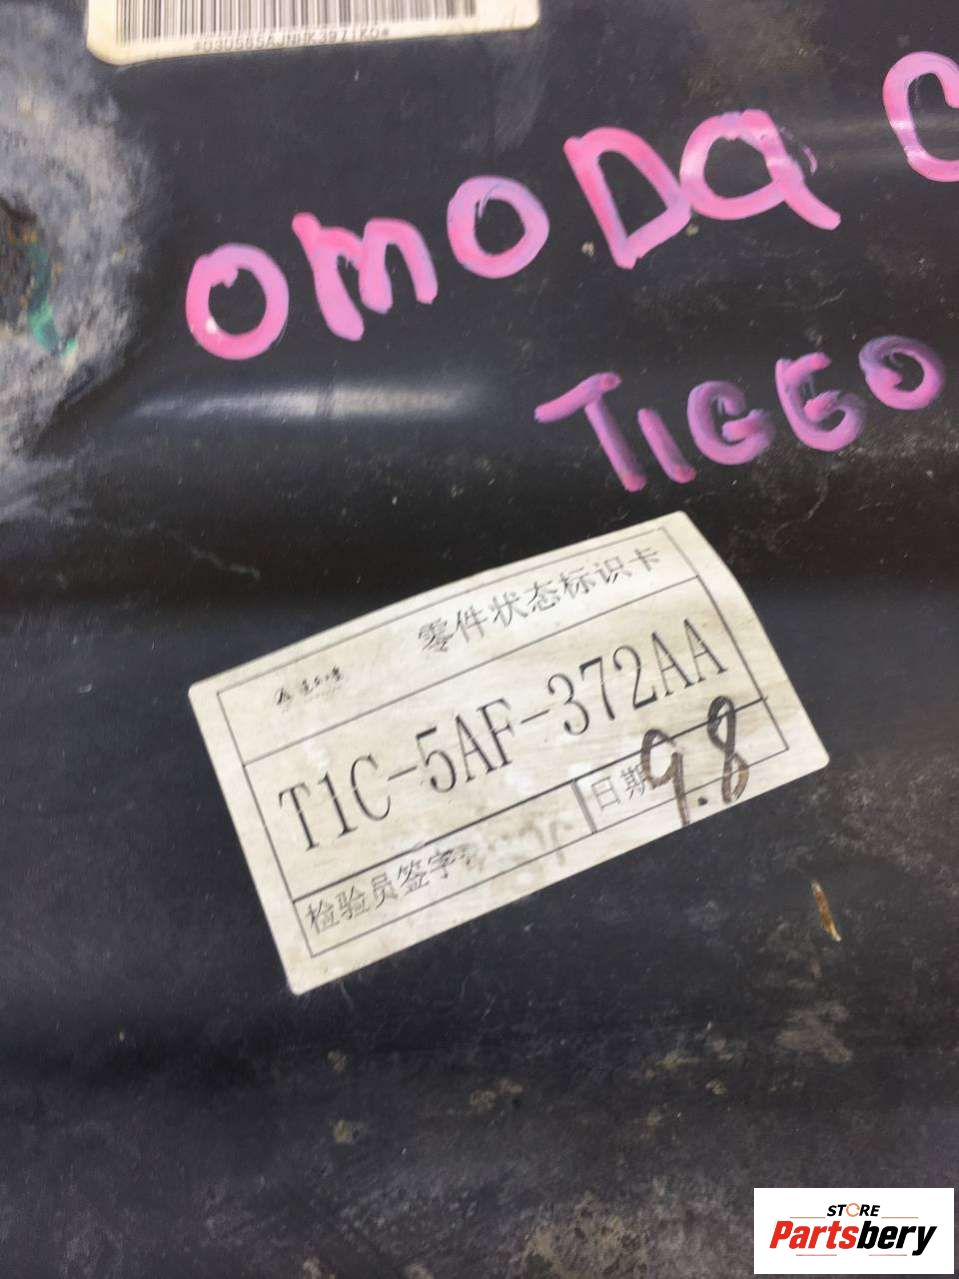 OMODA C
TIGGO
零件状态标识卡
T1C-5AF-372AA
日期 9.8
检验员签字
STORE
Partsbery